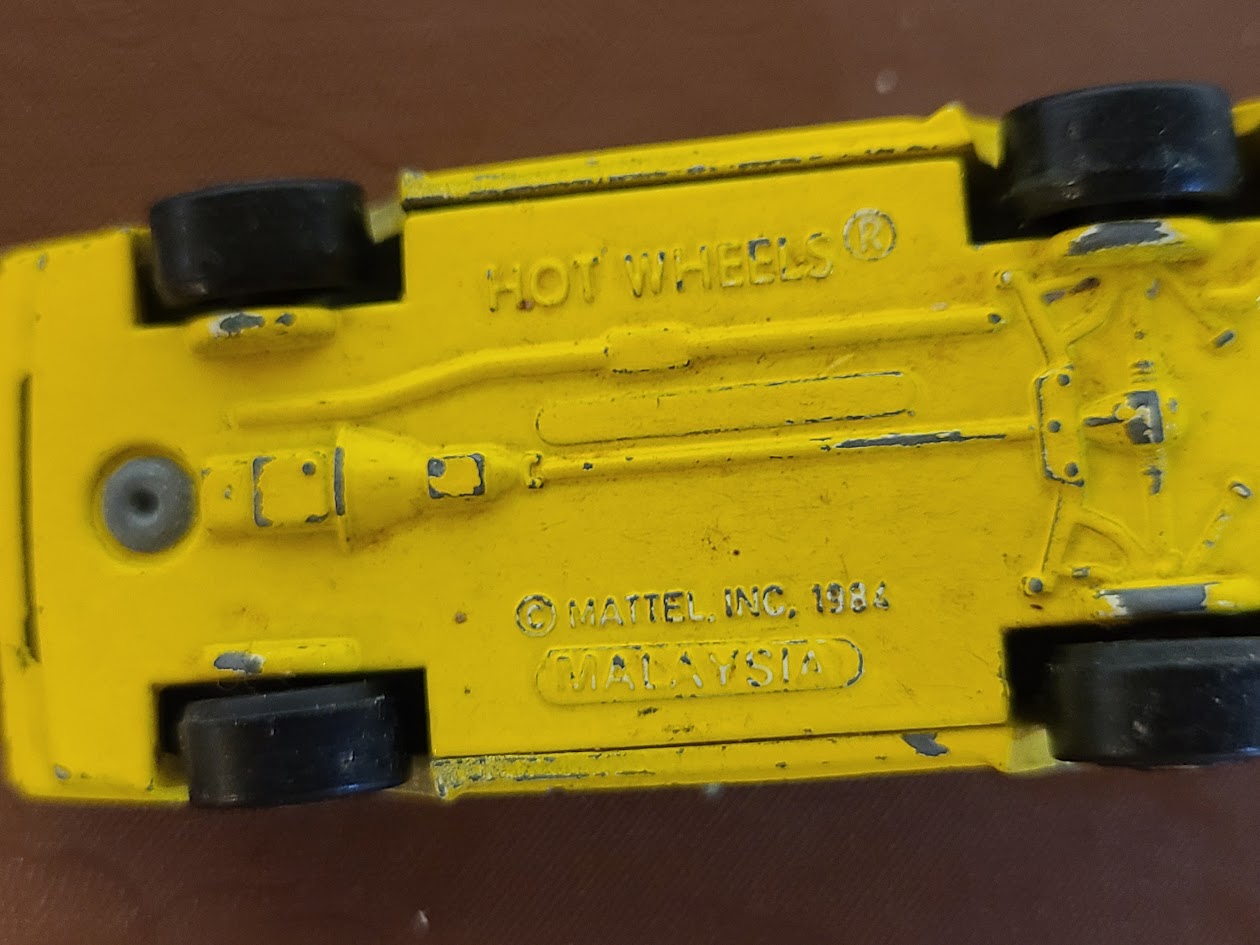 HOT WHEELS®
© MATTEL, INC, 1984
MALAYSIA